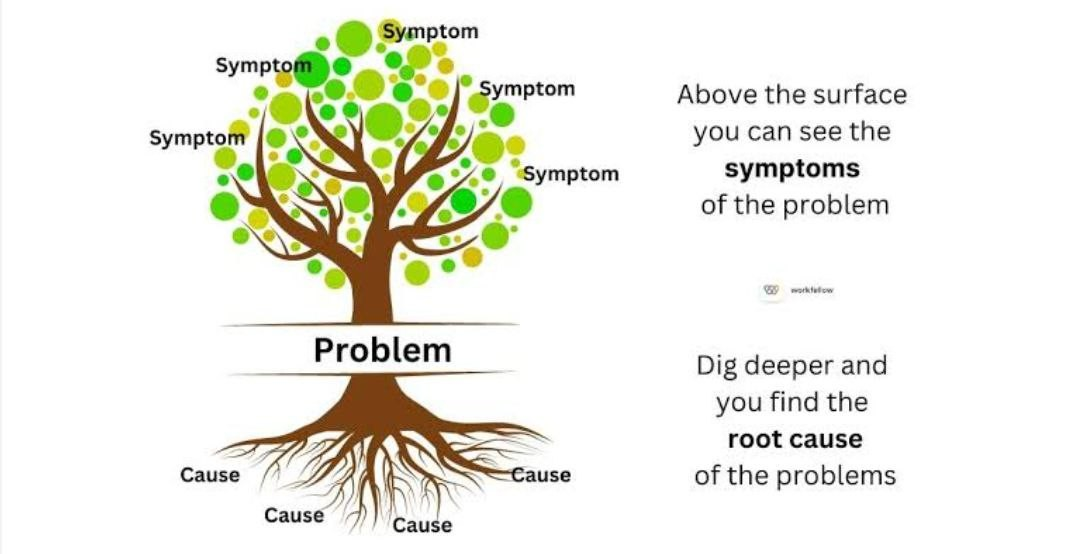 Symptom
Symptom
Symptom
Symptom
Symptom
Problem
Cause
Cause
Cause
Cause
Above the surface
you can see the
symptoms
of the problem
workfellow
Dig deeper and
you find the
root cause
of the problems